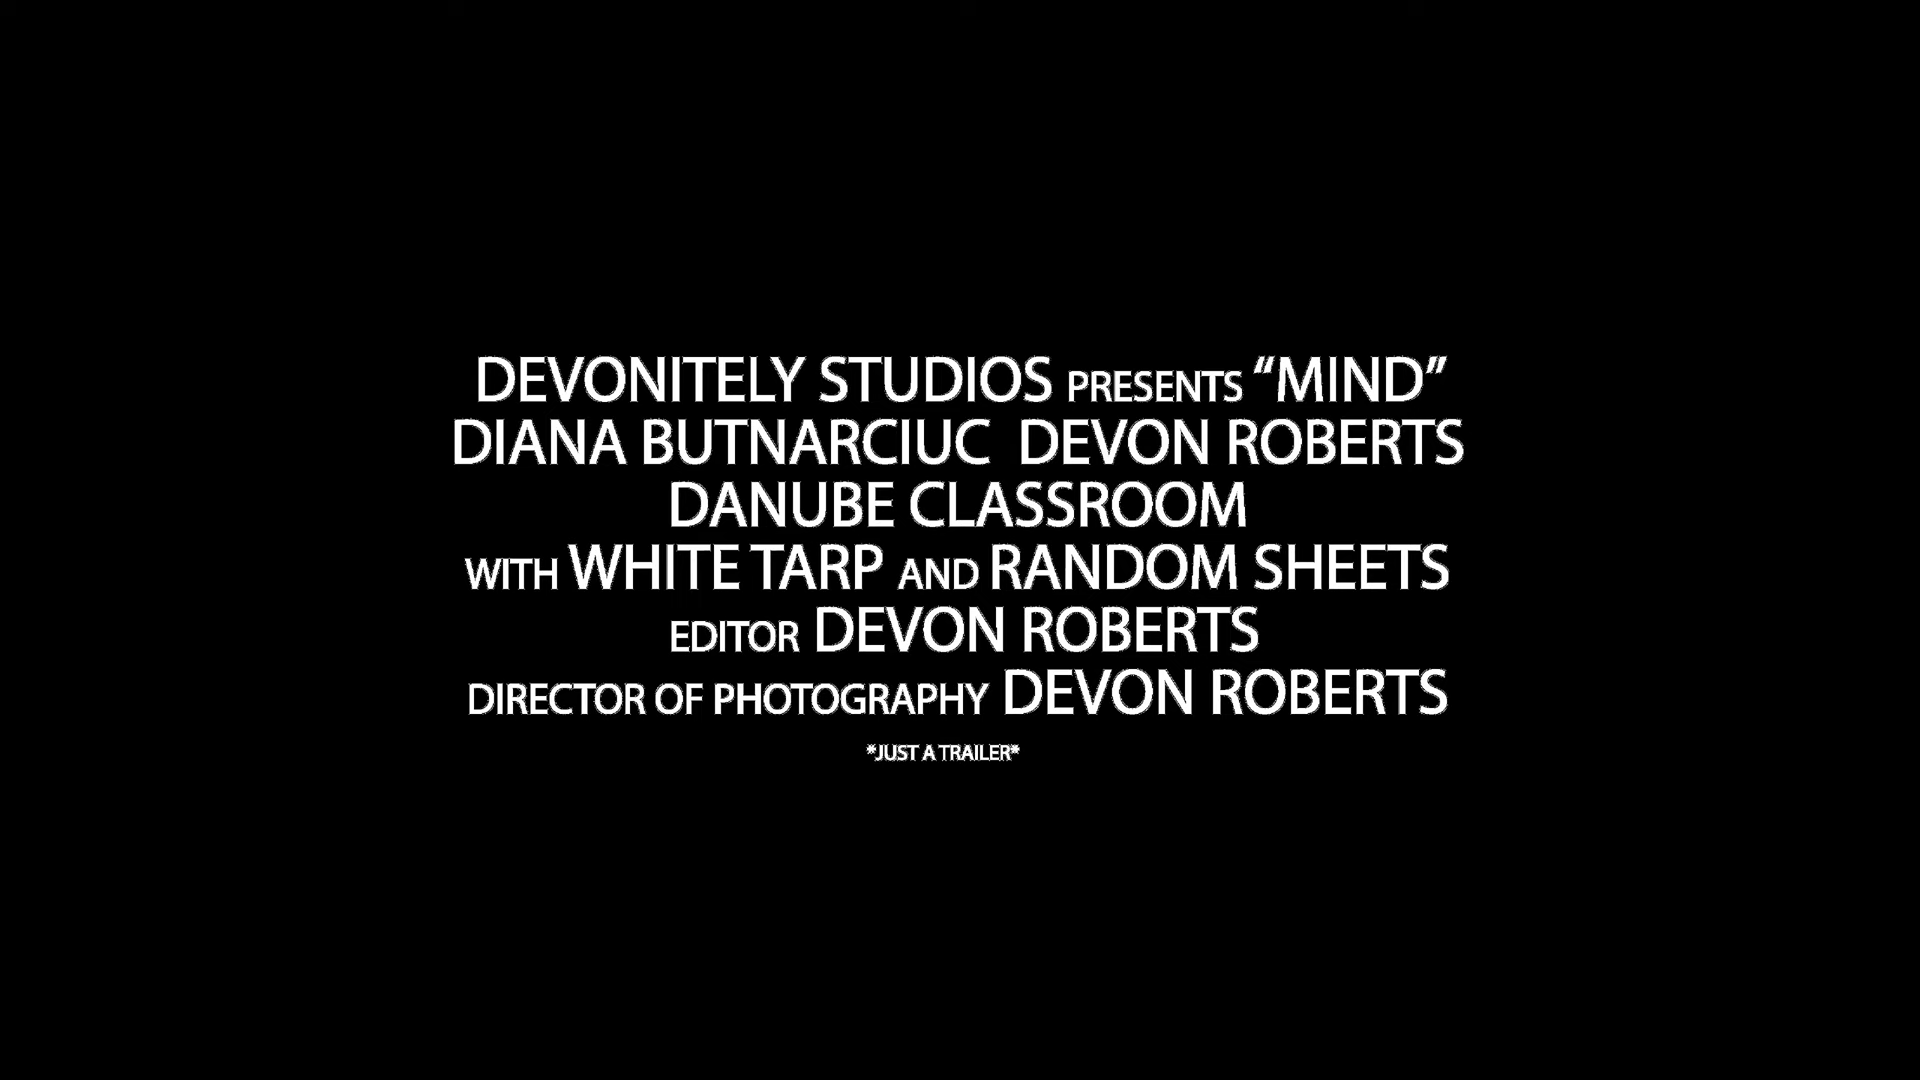 DEVONITELY STUDIOS PRESENTS “MIND”
DIANA BUTNARCIUC DEVON ROBERTS
DANUBE CLASSROOM
WITH WHITE TARP AND RANDOM SHEETS
EDITOR DEVON ROBERTS
DIRECTOR OF PHOTOGRAPHY DEVON ROBERTS
*JUST A TRAILER*